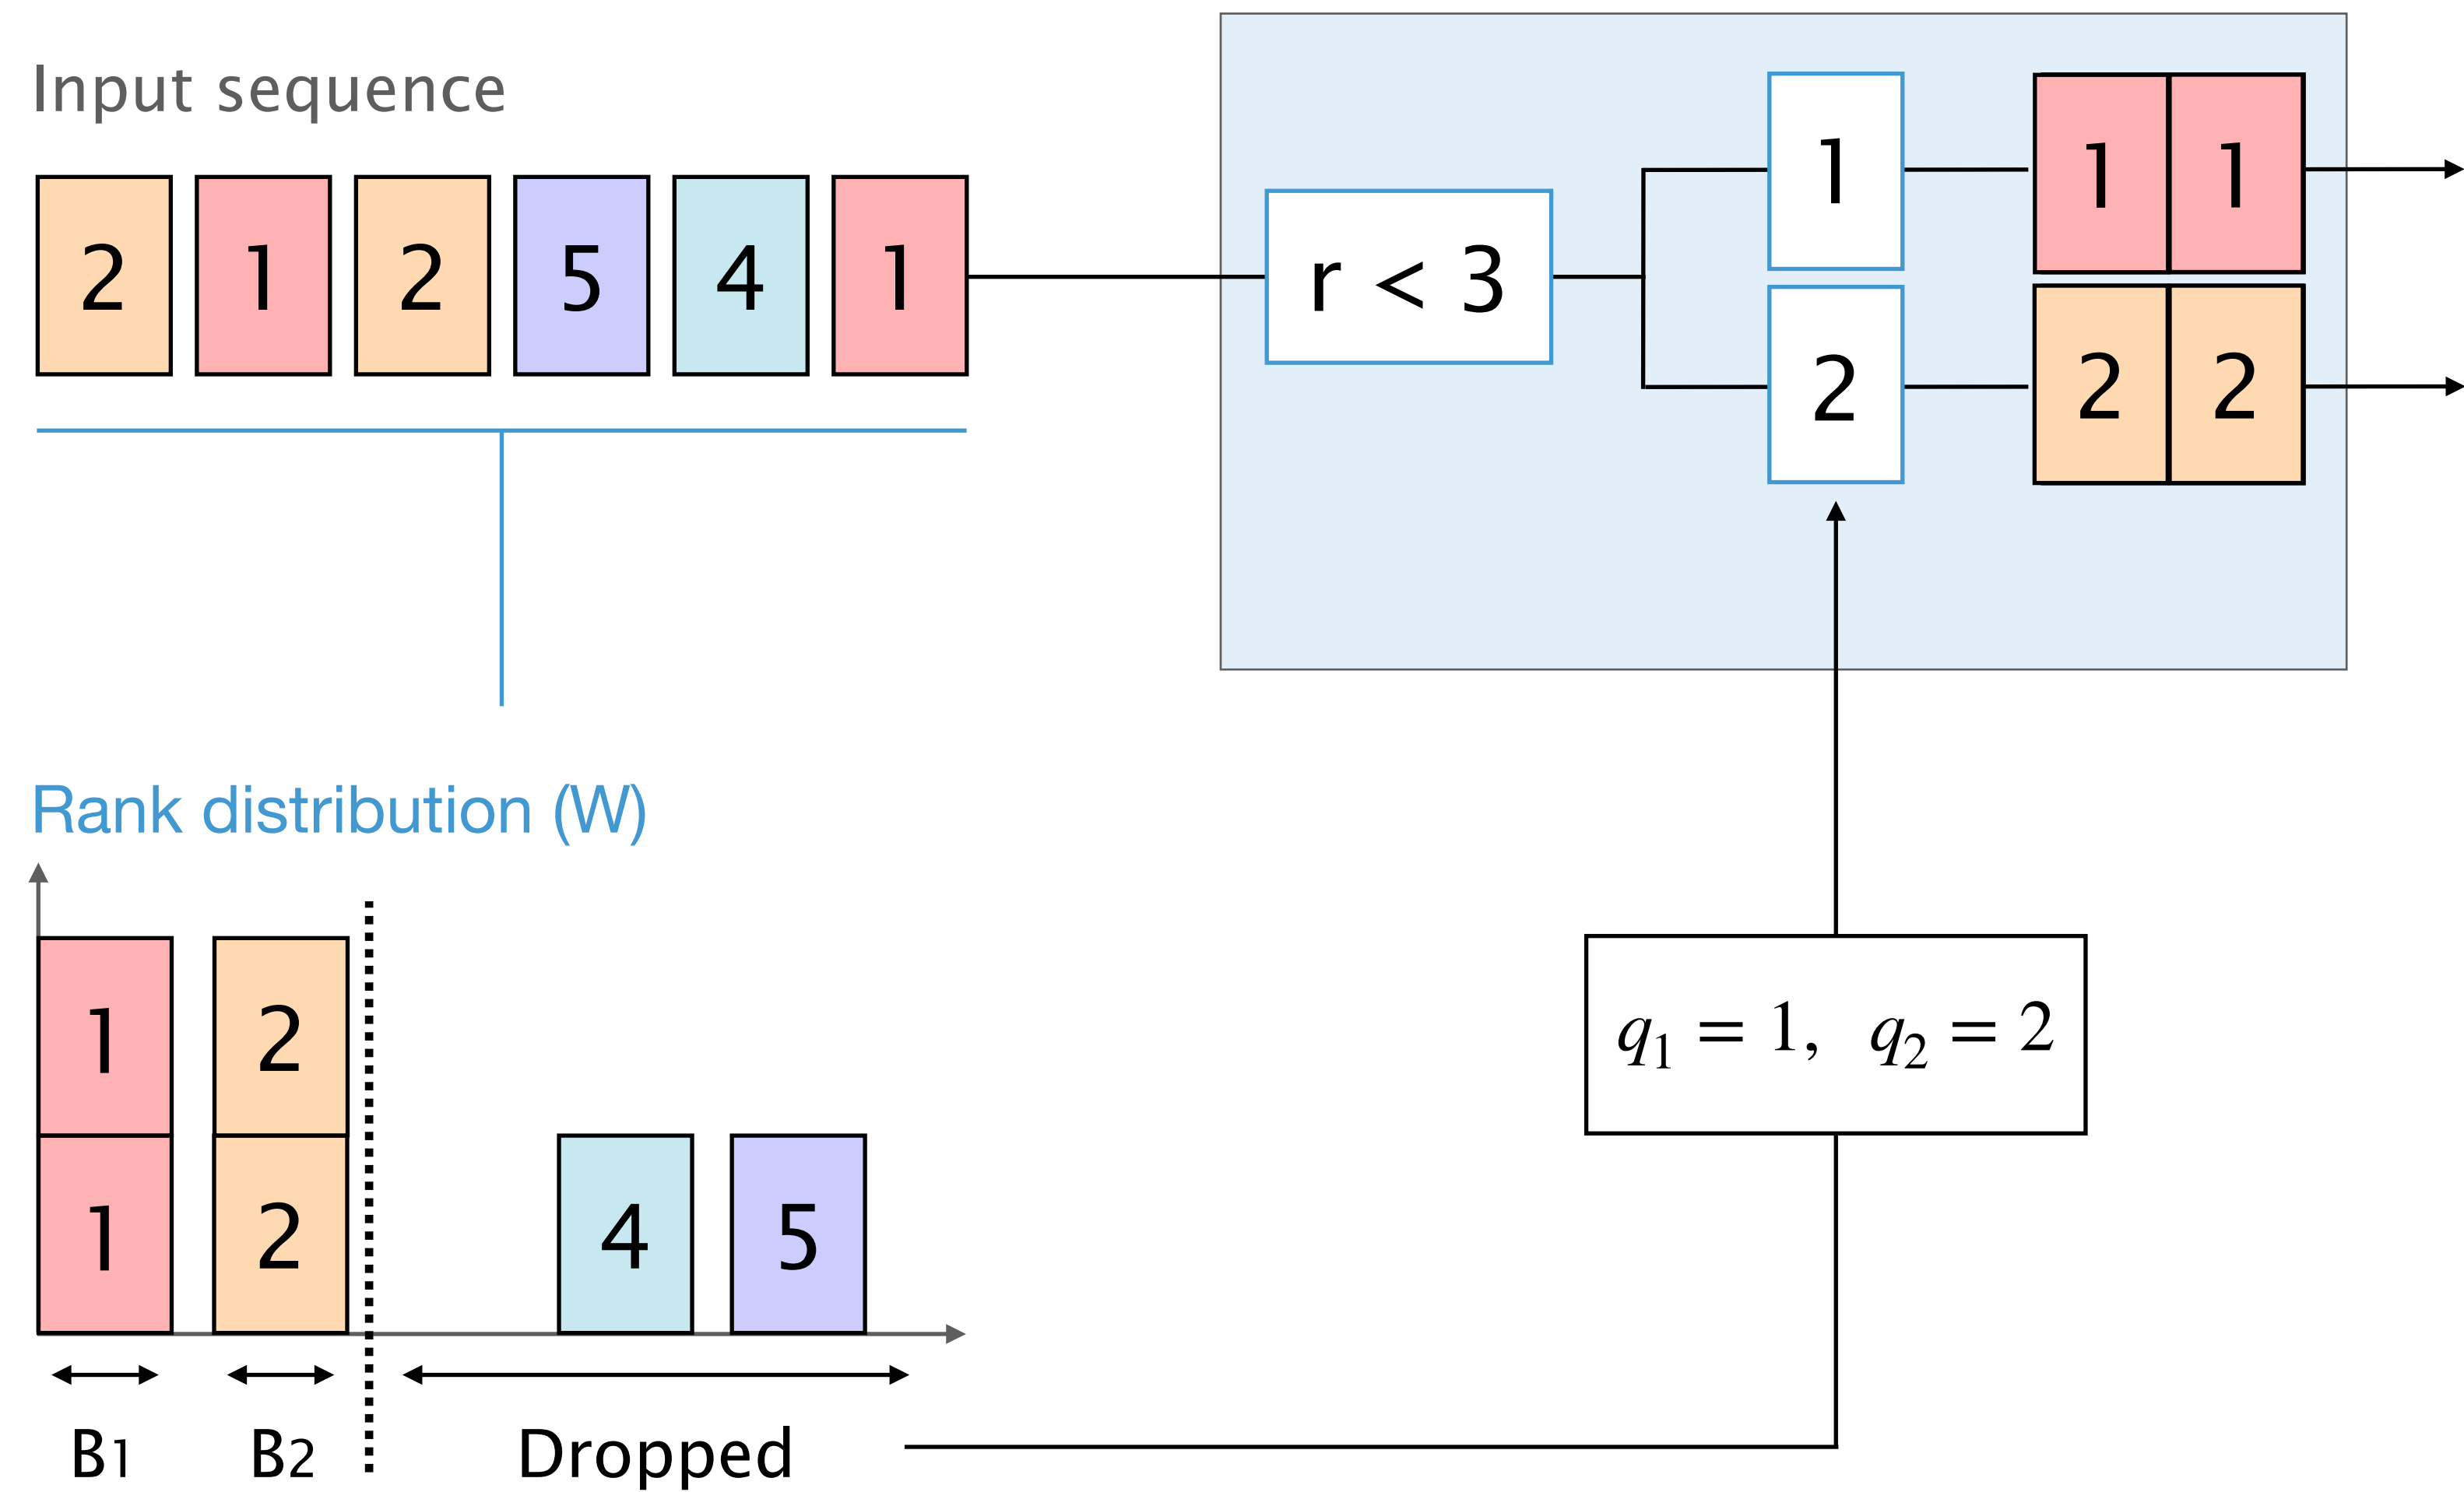 Input sequence
2 1 2 5 4 1
r < 3
1
2
1 1
2 2
Rank distribution (W)
1 2
1 2 4 5
B1 B2 Dropped
q1 = 1, q2 = 2